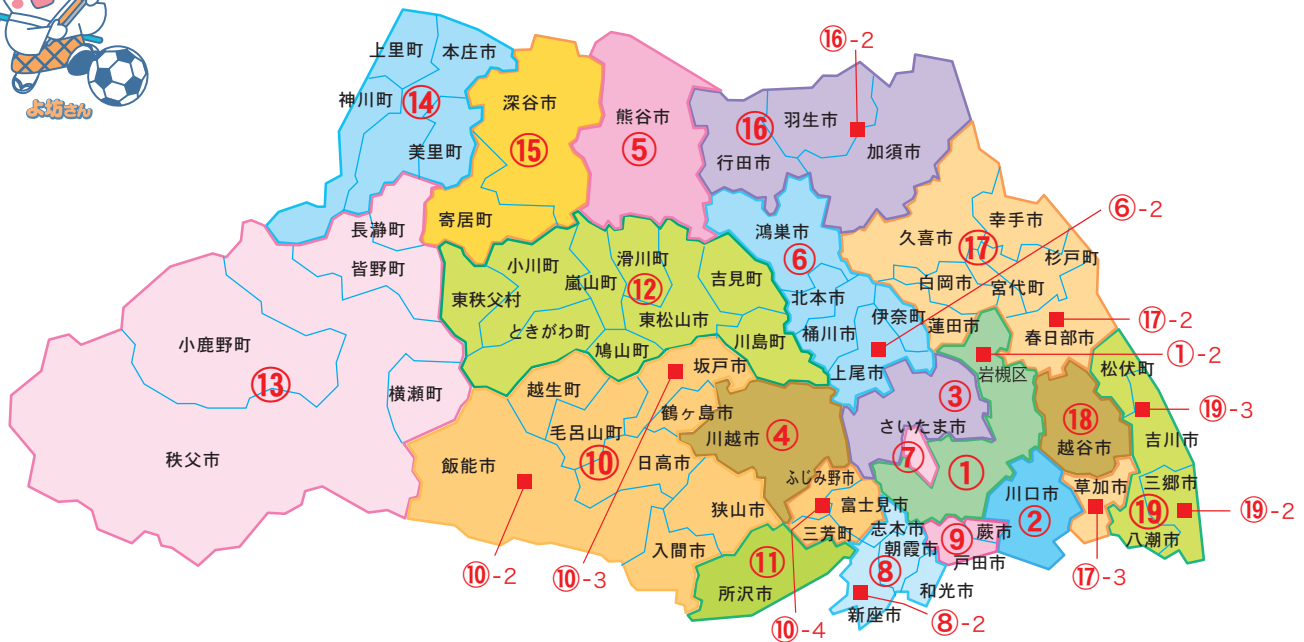 よ坊さん
上里町
本庄市
神川町
⑭
美里町
深谷市
⑮
寄居町
熊谷市
⑤
⑯-2
⑯
羽生市
行田市
加須市
長瀞町
皆野町
小鹿野町
⑬
横瀬町
秩父市
小川町
滑川町
嵐山町
⑫
吉見町
東秩父村
ときがわ町
東松山市
鳩山町
川島町
鴻巣市
⑥
北本市
桶川市
伊奈町
上尾市
⑥-2
久喜市
⑰
幸手市
杉戸町
白岡市
宮代町
蓮田市
春日部市
⑰-2
①-2
岩槻区
松伏町
⑲-3
吉川市
⑱
越谷市
三郷市
⑲
⑲-2
八潮市
草加市
⑰-3
③
さいたま市
⑦
①
川口市
②
越生町
坂戸市
毛呂山町
鶴ヶ島市
⑩
日高市
飯能市
川越市
④
ふじみ野市
富士見市
三芳町
狭山市
入間市
⑪
所沢市
志木市
朝霞市
⑧
和光市
新座市
⑨
蕨市
戸田市
⑩-2
⑩-3
⑩-4
⑧-2